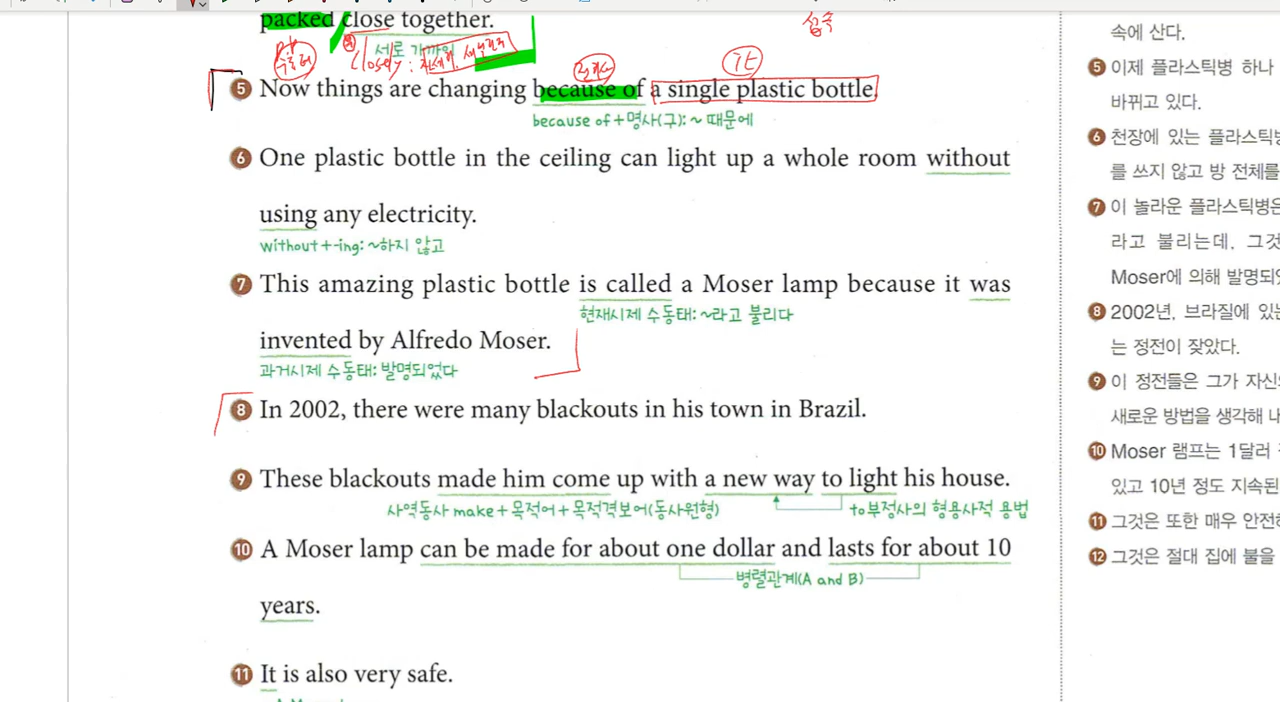 packed close together.
세로 가까워
closely :
속에 산다.
5 Now things are changing because of a single plastic bottle.
because of + 명사(구): ~ 때문에
6 One plastic bottle in the ceiling can light up a whole room without
using any electricity.
without + -ing: ~하지 않고
7 This amazing plastic bottle is called a Moser lamp because it was
현재시제 수동태: ~라고 불리다
invented by Alfredo Moser.
과거시제 수동태: 발명되었다
8 In 2002, there were many blackouts in his town in Brazil.
9 These blackouts made him come up with a new way to light his house.
사역동사 make + 목적어 + 목적격보어(동사원형)
to부정사의 형용사적 용법
10 A Moser lamp can be made for about one dollar and lasts for about 10
병렬관계(A and B)
years.
11 It is also very safe.
5 이제 플라스틱병 하나
바뀌고 있다.
6 천장에 있는 플라스틱병
를 쓰지 않고 방 전체를
7 이 놀라운 플라스틱병은
라고 불리는데, 그것
Moser에 의해 발명되었
8 2002년, 브라질에 있는
는 정전이 잦았다.
9 이 정전들은 그가 자신의
새로운 방법을 생각해 내
10 Moser 램프는 1달러
있고 10년 정도 지속된
11 그것은 또한 매우 안전하
12 그것은 절대 집에 불을